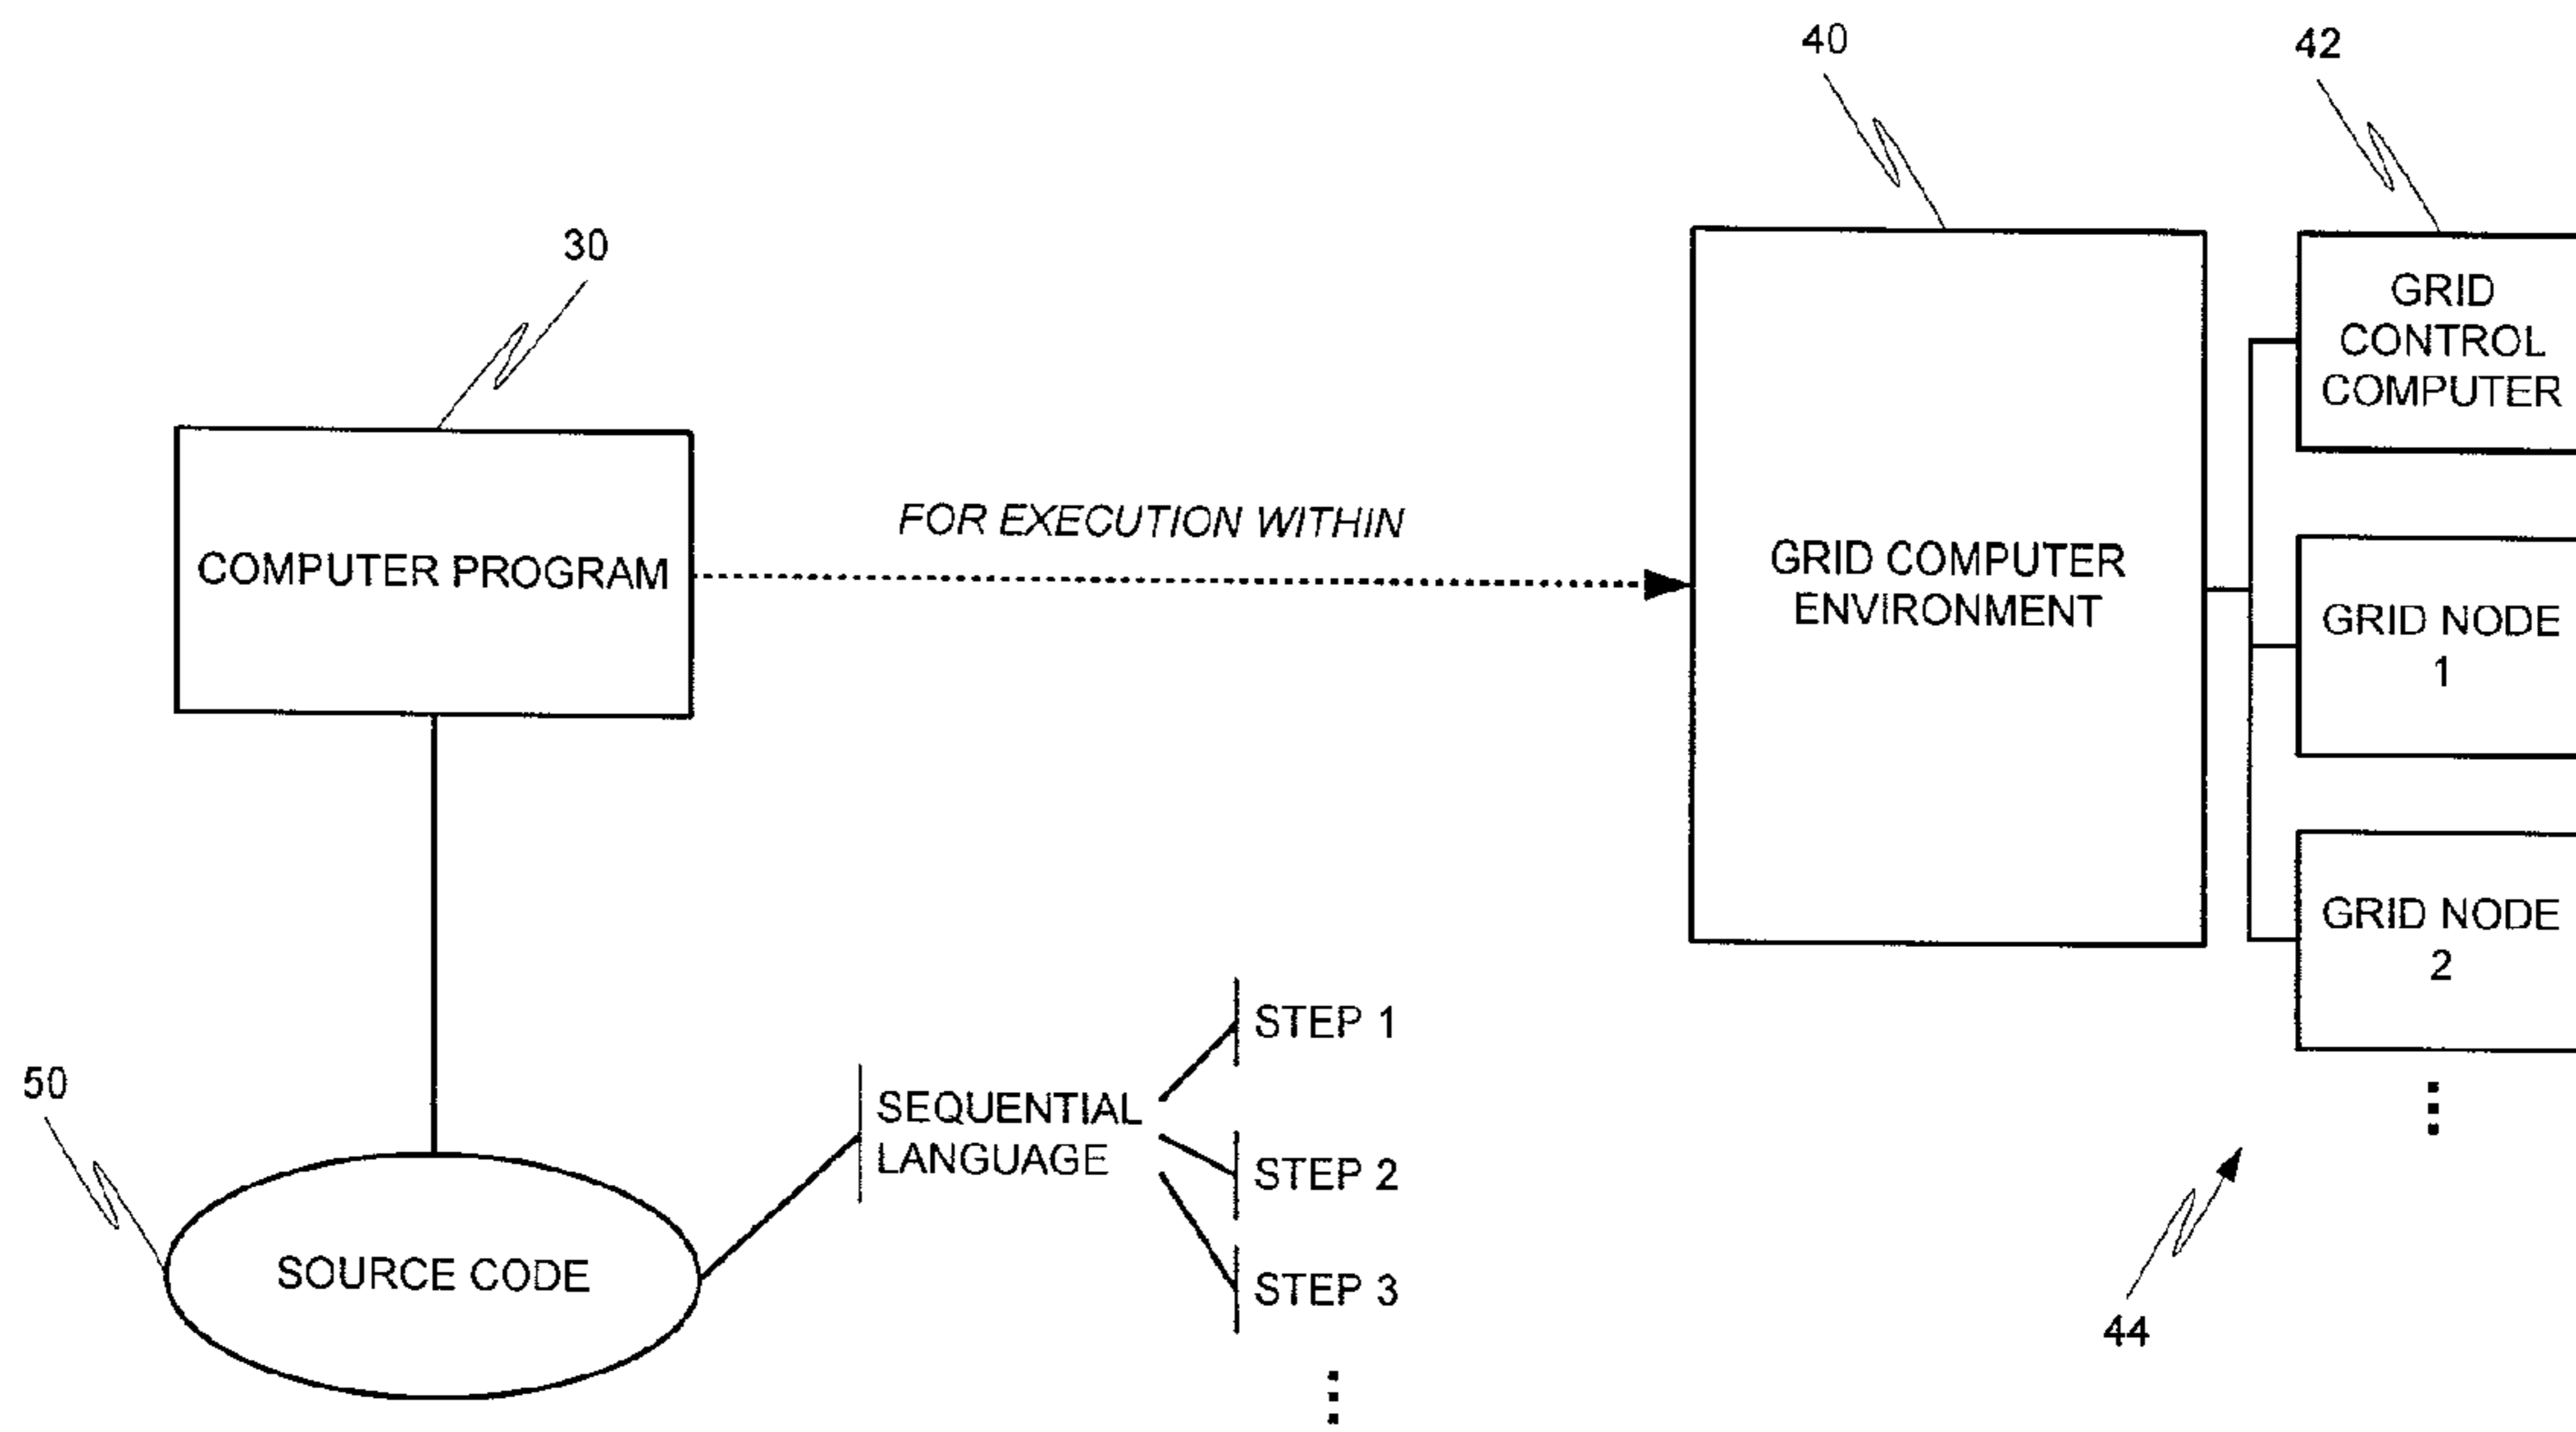 40
42
30
GRID
CONTROL
COMPUTER
FOR EXECUTION WITHIN
COMPUTER PROGRAM
GRID COMPUTER
ENVIRONMENT
GRID NODE
1
GRID NODE
2
STEP 1
50
SEQUENTIAL
LANGUAGE
STEP 2
SOURCE CODE
STEP 3
44